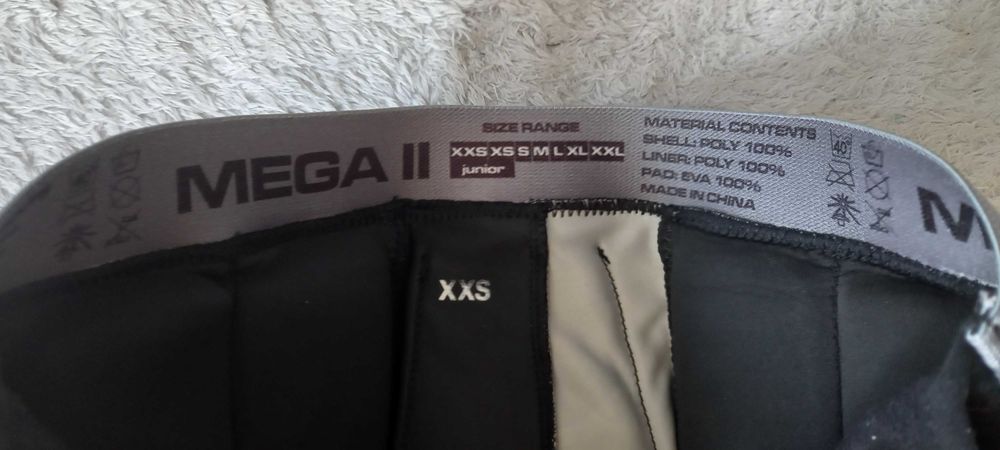 MEGA II
SIZE RANGE
XXS XS S M L XL XXL
junior
MATERIAL CONTENTS
SHELL: POLY 100%
LINER: POLY 100%
PAD: EVA 100%
MADE IN CHINA
40
M
XXS